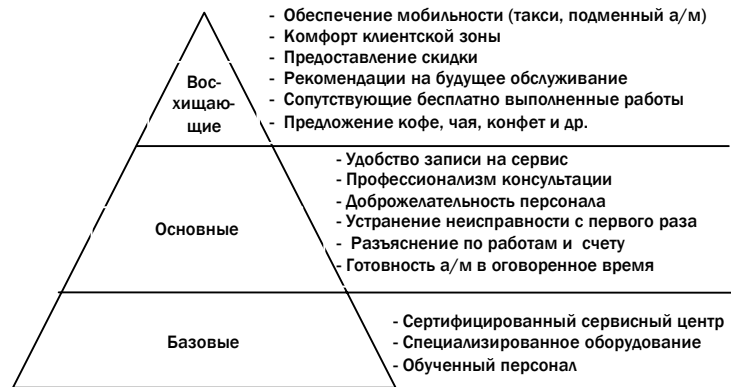 - Обеспечение мобильности (такси, подменный а/м)
- Комфорт клиентской зоны
- Предоставление скидки
- Рекомендации на будущее обслуживание
- Сопутствующие бесплатно выполненные работы
- Предложение кофе, чая, конфет и др.
Вос-
хищаю-
щие
- Удобство записи на сервис
- Профессионализм консультации
- Доброжелательность персонала
- Устранение неисправности с первого раза
- Разъяснение по работам и счету
- Готовность а/м в оговоренное время
Основные
- Сертифицированный сервисный центр
- Специализированное оборудование
- Обученный персонал
Базовые